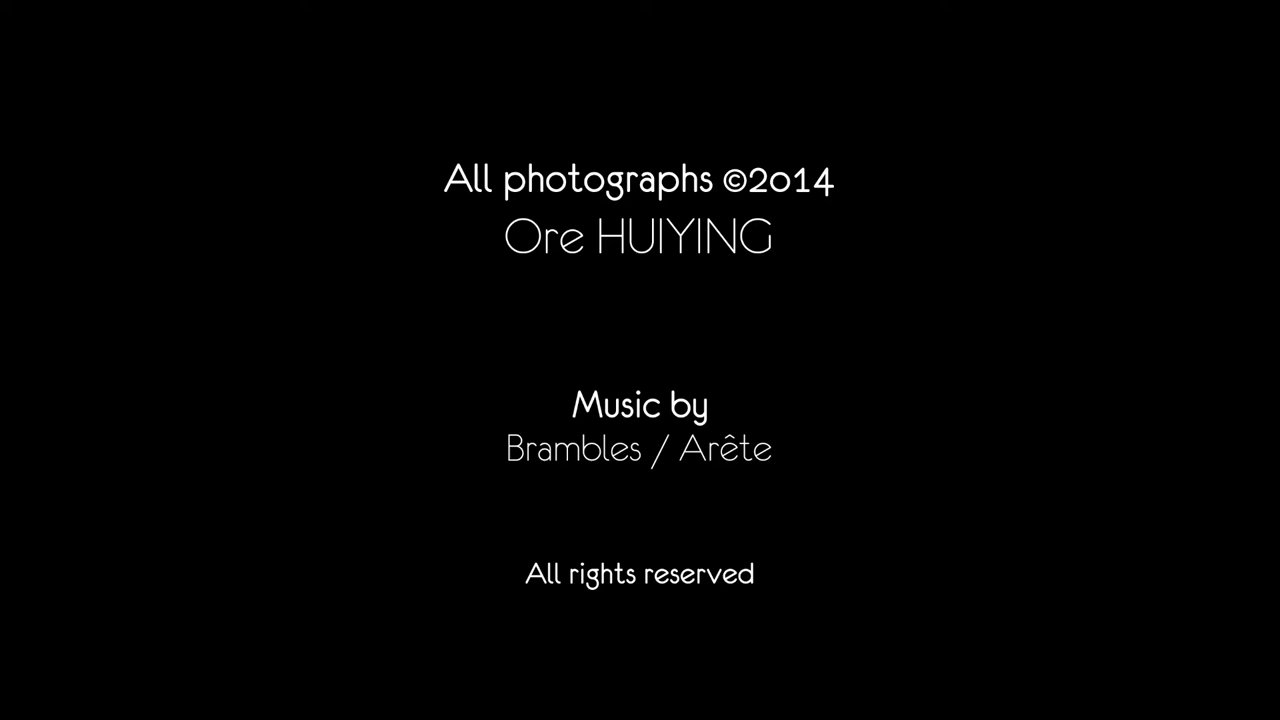 All photographs ©2014
Ore HUIYING
Music by
Brambles / Arête
All rights reserved